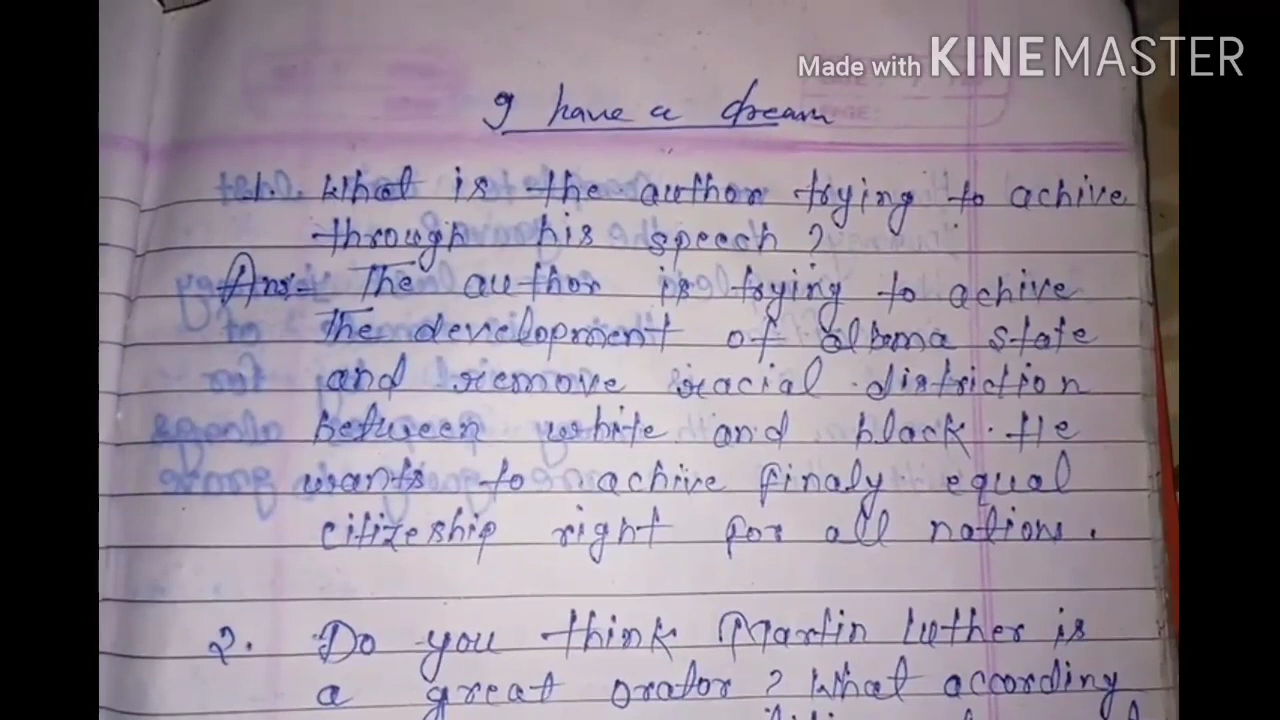 Made with KINEMASTER
I have a dream
1. What is the author trying to achive
through his speech ?
Ans- The author is trying to achive
The development of albama state
and remove racial distriction
between white and black. He
wants to achive finaly equal
citizeship right for all nations.
2. Do you think Martin luther is
a great orator ? What according